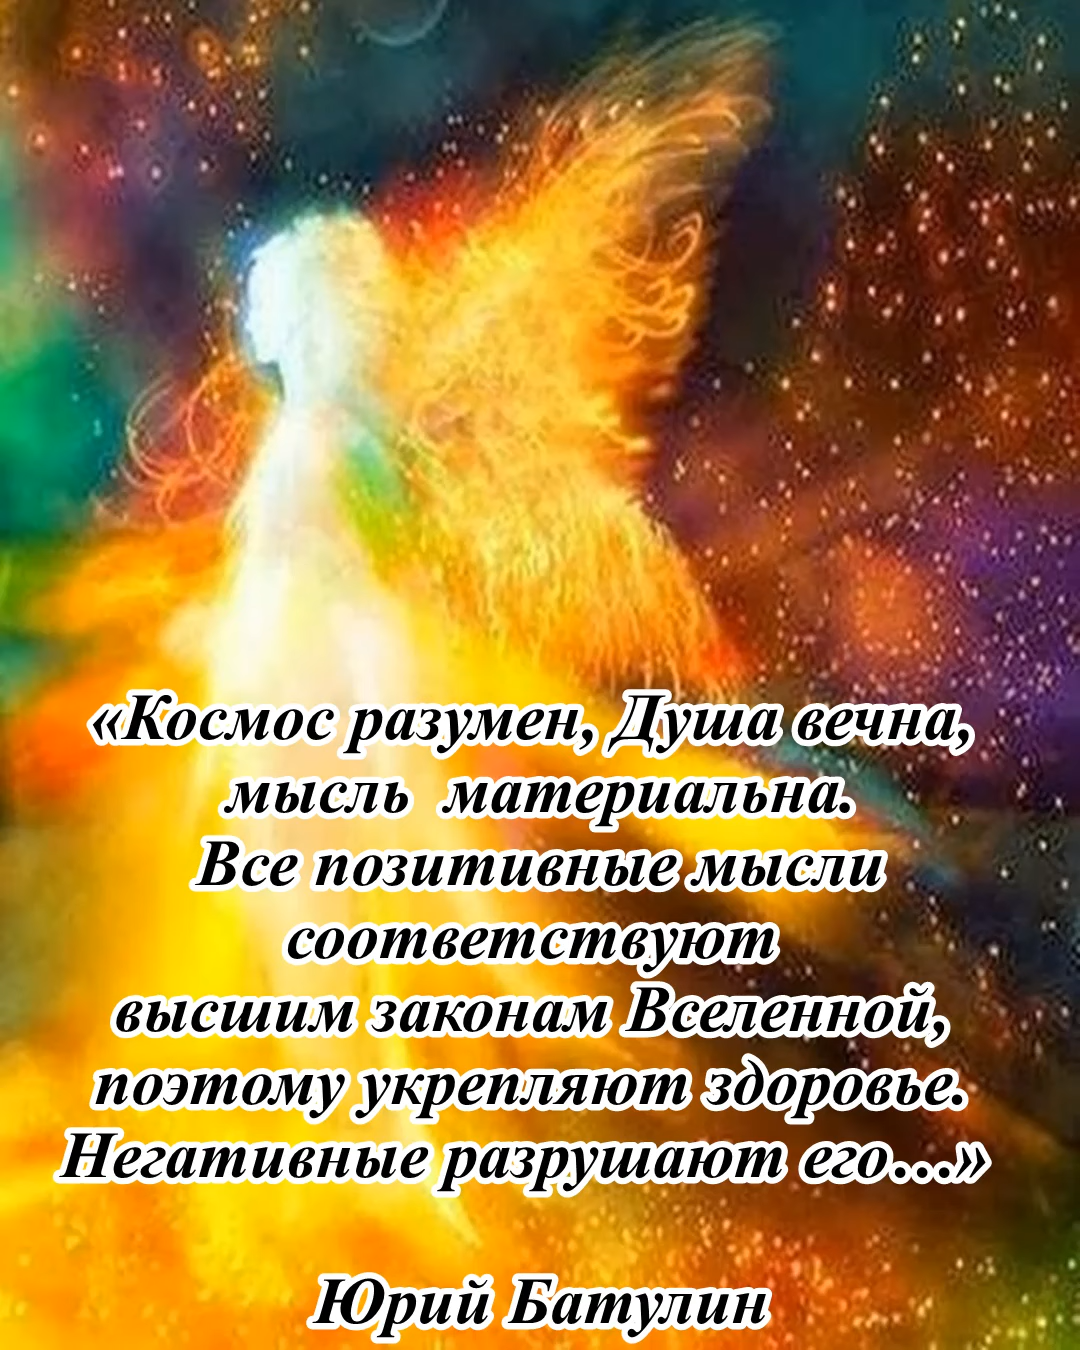 «Космос разумен, Душа вечна,
мысль материальна.
Все позитивные мысли
соответствуют
высшим законам Вселенной,
поэтому укрепляют здоровье.
Негативные разрушают его...»
Юрий Батулин